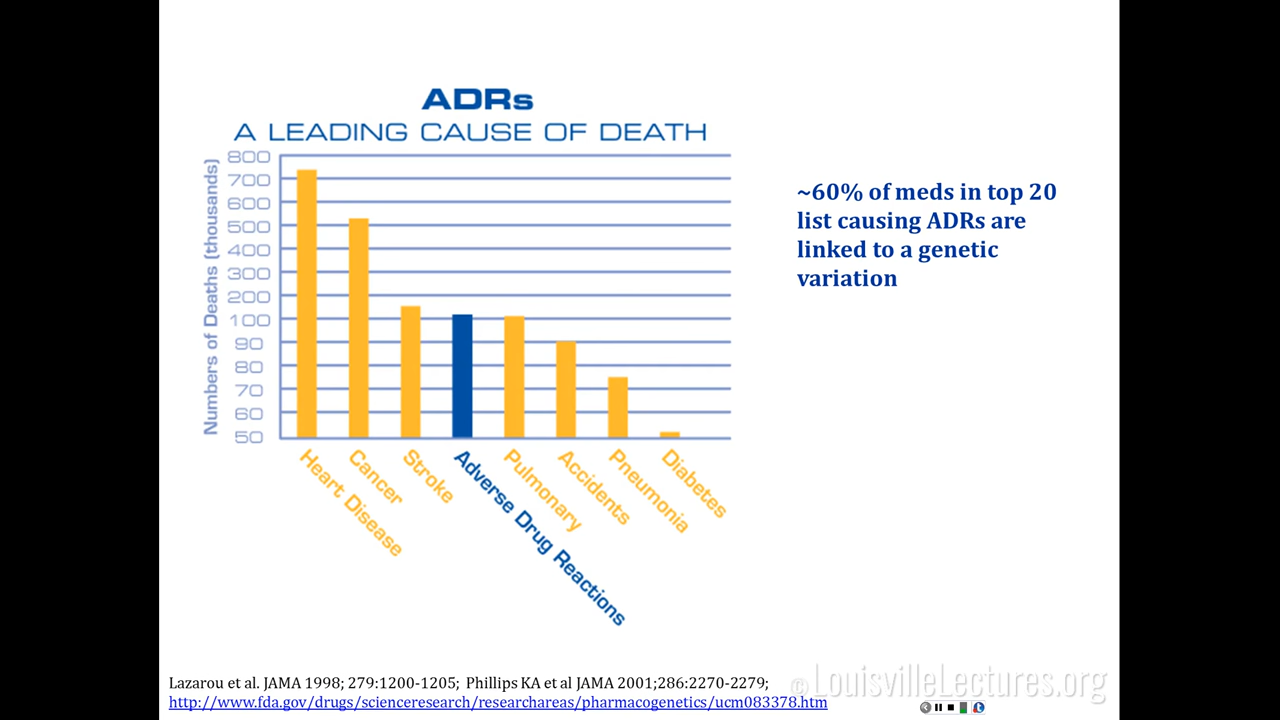 ADRs
A LEADING CAUSE OF DEATH
Numbers of Deaths (thousands)
800
700
600
500
400
300
200
100
90
80
70
60
50
Heart Disease
Cancer
Stroke
Adverse Drug Reactions
Pulmonary
Accidents
Pneumonia
Diabetes
~60% of meds in top 20
list causing ADRs are
linked to a genetic
variation
Lazarou et al. JAMA 1998; 279:1200-1205; Phillips KA et al JAMA 2001;286:2270-2279;
http://www.fda.gov/drugs/scienceresearch/researchareas/pharmacogenetics/ucm083378.htm
©LouisvilleLectures.org